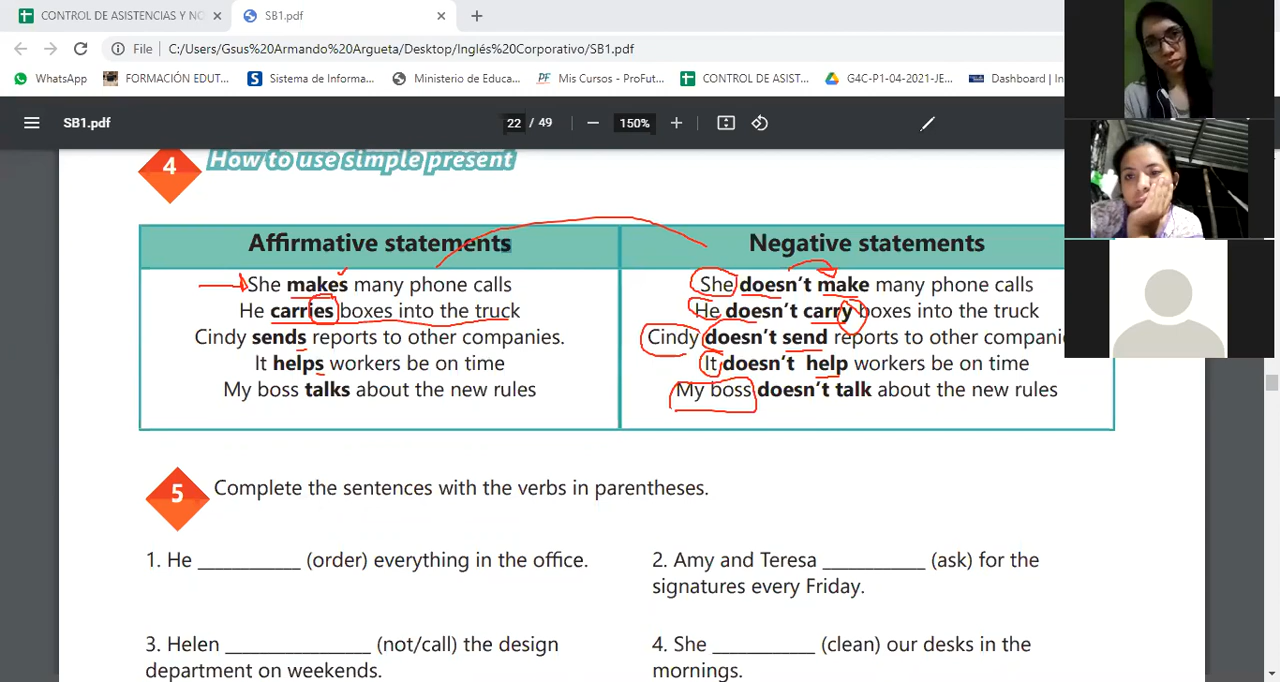 CONTROL DE ASISTENCIAS Y NO
SB1.pdf
File C:/Users/Gsus%20Armando%20Argueta/Desktop/Inglés%20Corporativo/SB1.pdf
WhatsApp FORMACIÓN EDUT... Sistema de Informa... Ministerio de Educa... Mis Cursos - ProFut... CONTROL DE ASIST... G4C-P1-04-2021-JE... Dashboard | In
SB1.pdf 22 / 49 150%
4 How to use simple present
Affirmative statements Negative statements
She makes many phone calls She doesn't make many phone calls
He carries boxes into the truck He doesn't carry boxes into the truck
Cindy sends reports to other companies. Cindy doesn't send reports to other companie
It helps workers be on time It doesn't help workers be on time
My boss talks about the new rules My boss doesn't talk about the new rules
5 Complete the sentences with the verbs in parentheses.
1. He __________ (order) everything in the office. 2. Amy and Teresa __________ (ask) for the
signatures every Friday.
3. Helen ______________ (not/call) the design 4. She __________ (clean) our desks in the
department on weekends. mornings.